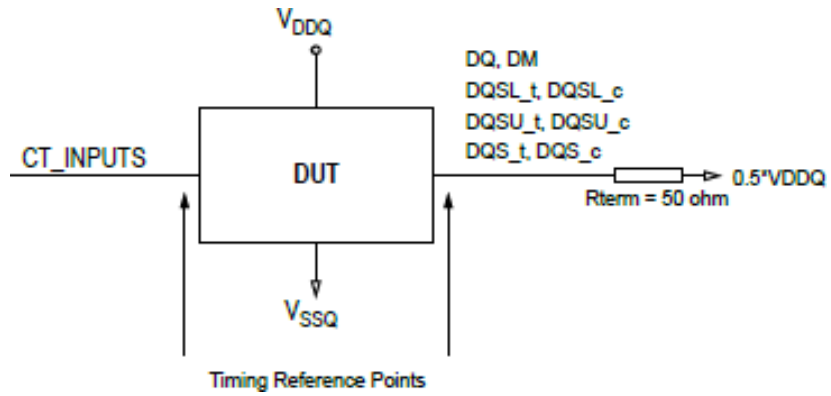 VDDQ
DQ, DM
DQSL_t, DQSL_c
DQSU_t, DQSU_c
DQS_t, DQS_c
CT_INPUTS
DUT
0.5*VDDQ
Rterm = 50 ohm
VSSQ
Timing Reference Points